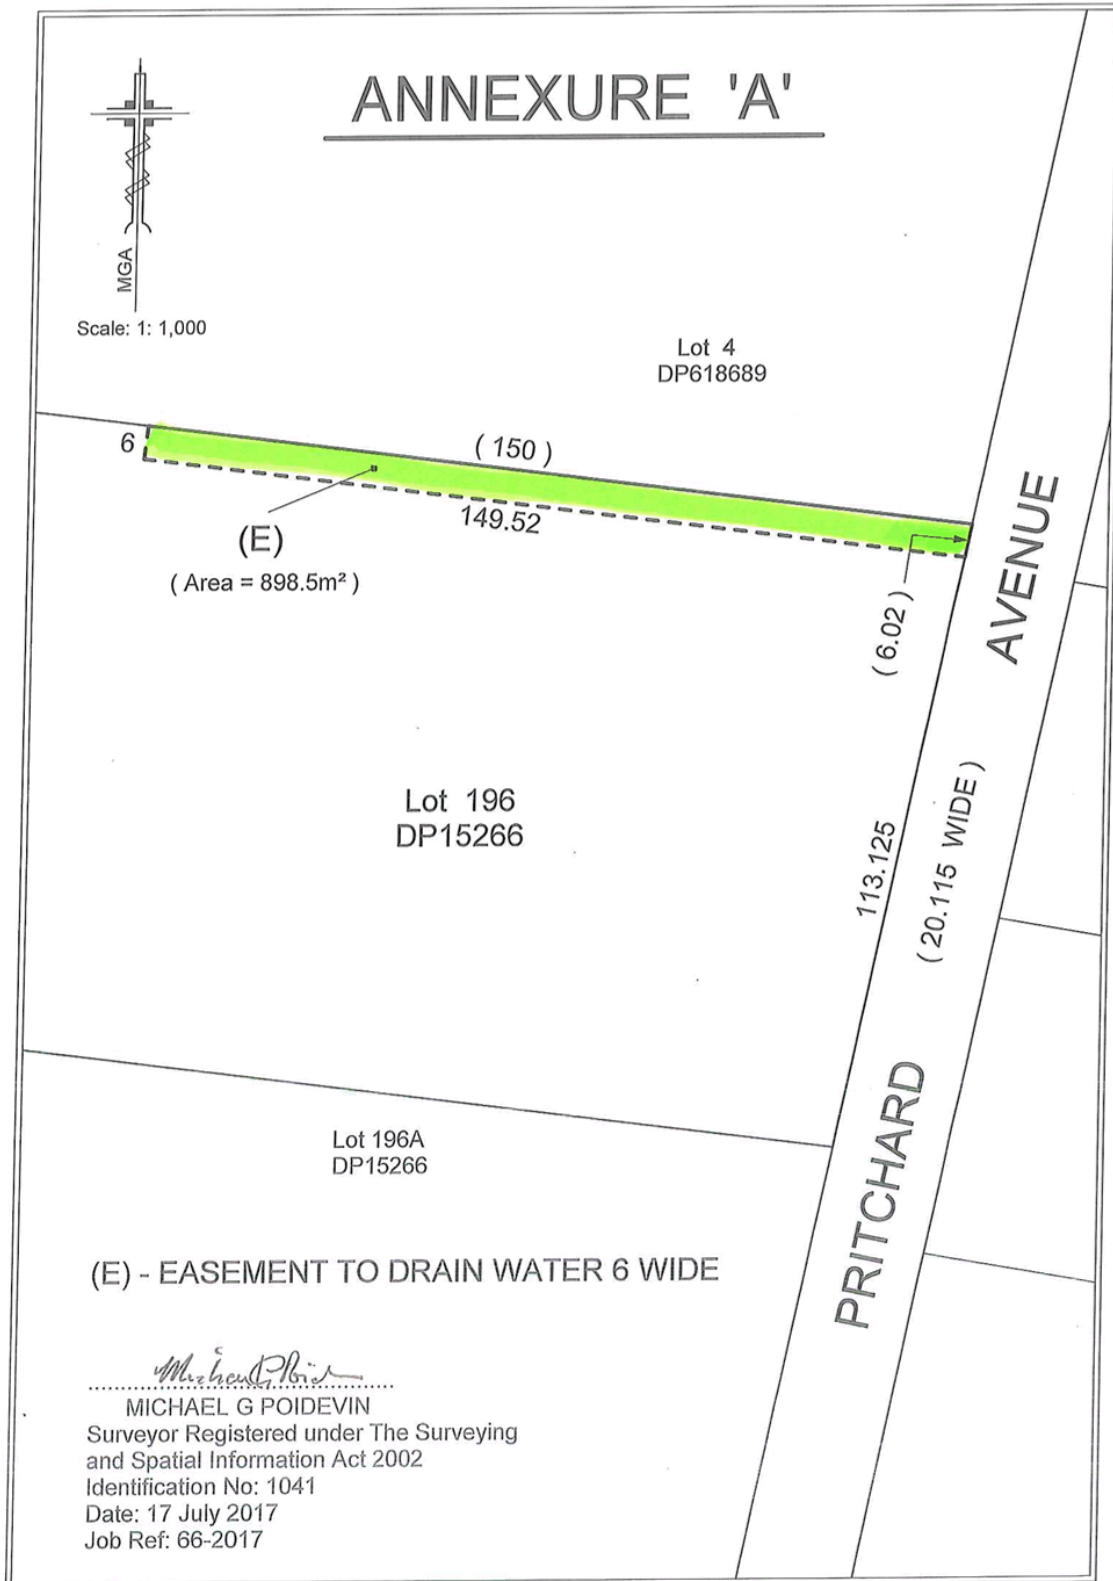 ANNEXURE 'A'
MGA
Scale: 1: 1,000
Lot 4
DP618689
6
( 150 )
149.52
(E)
( Area = 898.5m² )
( 6.02 )
AVENUE
Lot 196
DP15266
113.125
( 20.115 WIDE )
PRITCHARD
Lot 196A
DP15266
(E) - EASEMENT TO DRAIN WATER 6 WIDE
MICHAEL G POIDEVIN
Surveyor Registered under The Surveying
and Spatial Information Act 2002
Identification No: 1041
Date: 17 July 2017
Job Ref: 66-2017